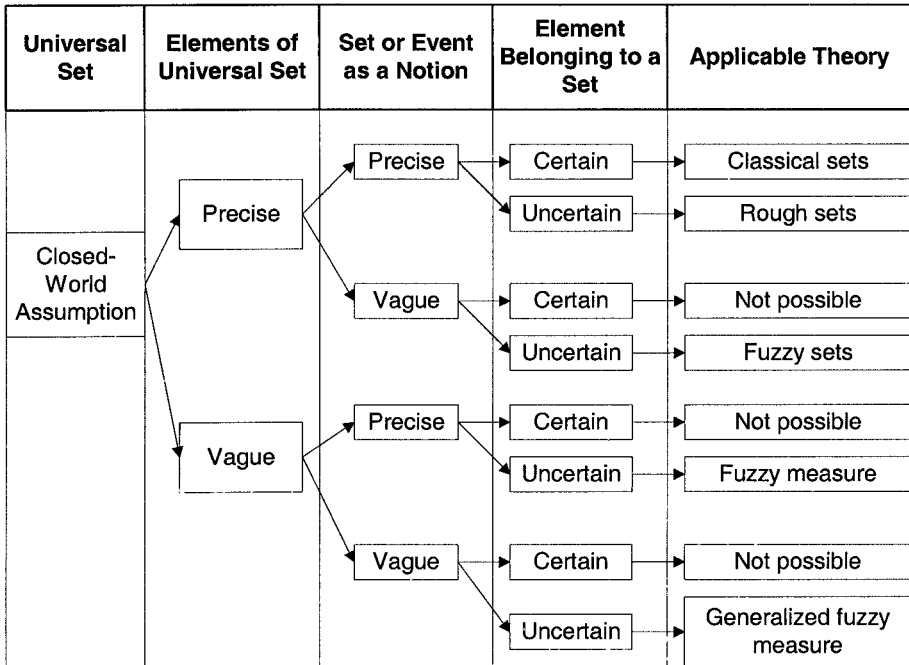 Universal
Set
Elements of
Universal Set
Set or Event
as a Notion
Element
Belonging to a
Set
Applicable Theory
Closed-
World
Assumption
Precise
Vague
Precise
Vague
Precise
Vague
Certain
Uncertain
Certain
Uncertain
Certain
Uncertain
Certain
Uncertain
Classical sets
Rough sets
Not possible
Fuzzy sets
Not possible
Fuzzy measure
Not possible
Generalized fuzzy
measure